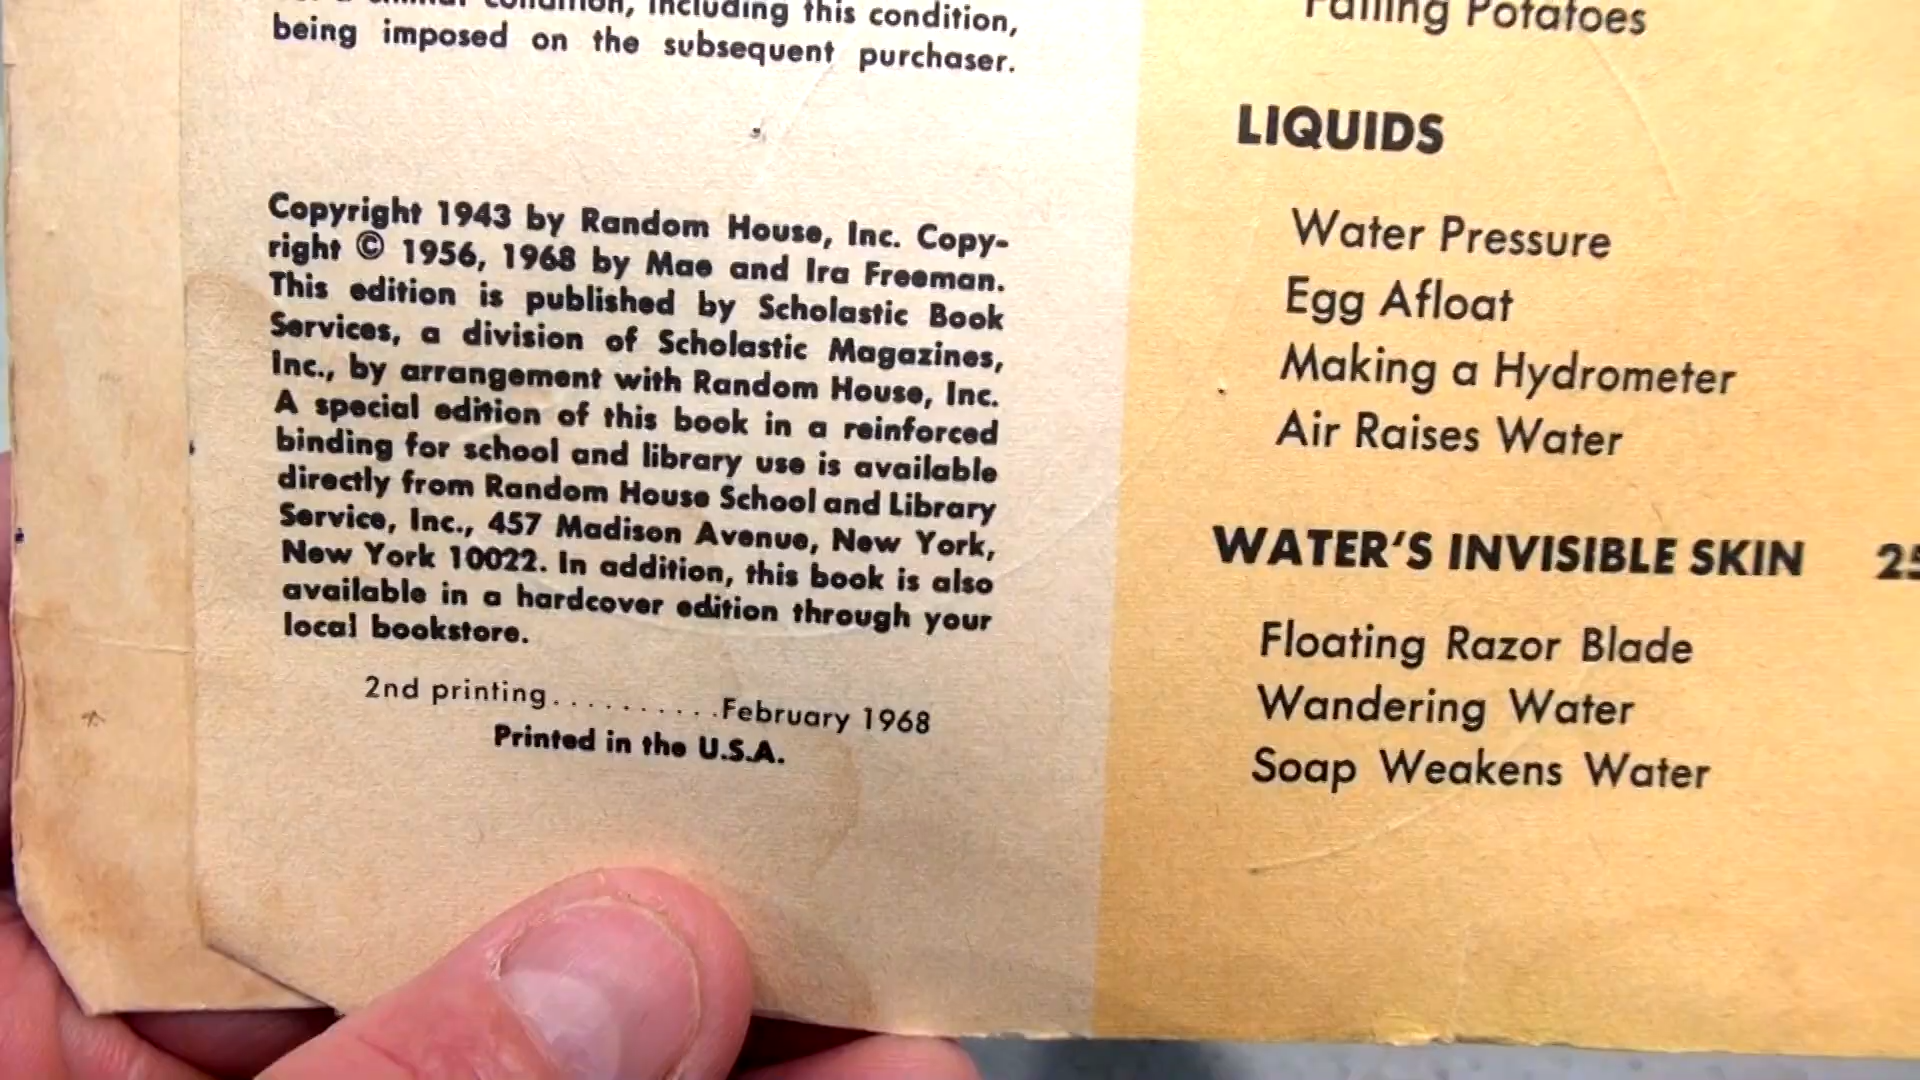 condition, including this condition,
being imposed on the subsequent purchaser.
Copyright 1943 by Random House, Inc. Copy-
right © 1956, 1968 by Mae and Ira Freeman.
This edition is published by Scholastic Book
Services, a division of Scholastic Magazines,
Inc., by arrangement with Random House, Inc.
A special edition of this book in a reinforced
binding for school and library use is available
directly from Random House School and Library
Service, Inc., 457 Madison Avenue, New York,
New York 10022. In addition, this book is also
available in a hardcover edition through your
local bookstore.
2nd printing..........February 1968
Printed in the U.S.A.
Falling Potatoes
LIQUIDS
Water Pressure
Egg Afloat
Making a Hydrometer
Air Raises Water
WATER'S INVISIBLE SKIN 25
Floating Razor Blade
Wandering Water
Soap Weakens Water